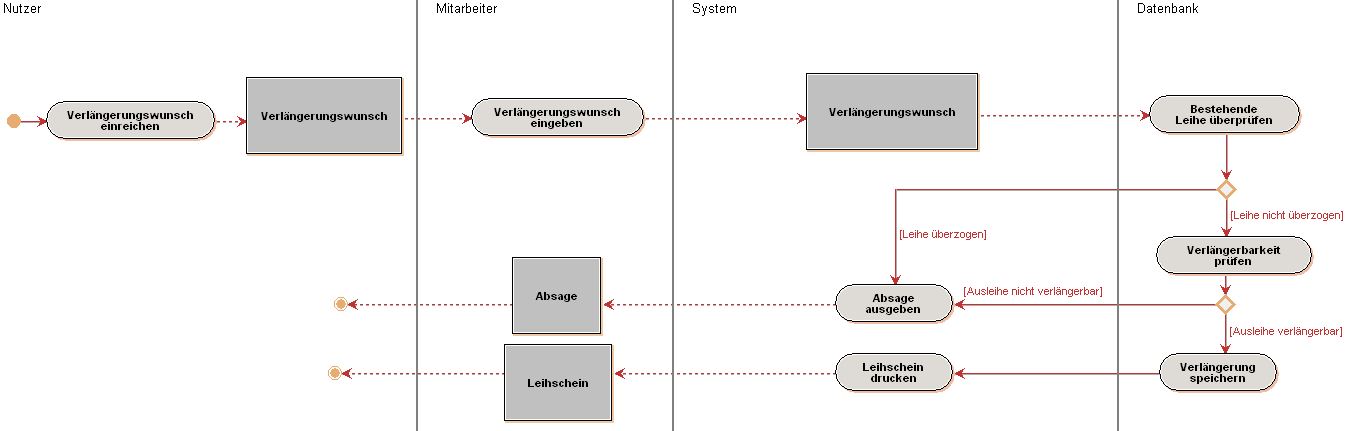 Nutzer
Mitarbeiter
System
Datenbank
Verlängerungswunsch
einreichen
Verlängerungswunsch
Verlängerungswunsch
eingeben
Verlängerungswunsch
Bestehende
Leihe überprüfen
[Leihe nicht überzogen]
[Leihe überzogen]
Verlängerbarkeit
prüfen
Absage
Absage
ausgeben
[Ausleihe nicht verlängerbar]
[Ausleihe verlängerbar]
Leihschein
Leihschein
drucken
Verlängerung
speichern